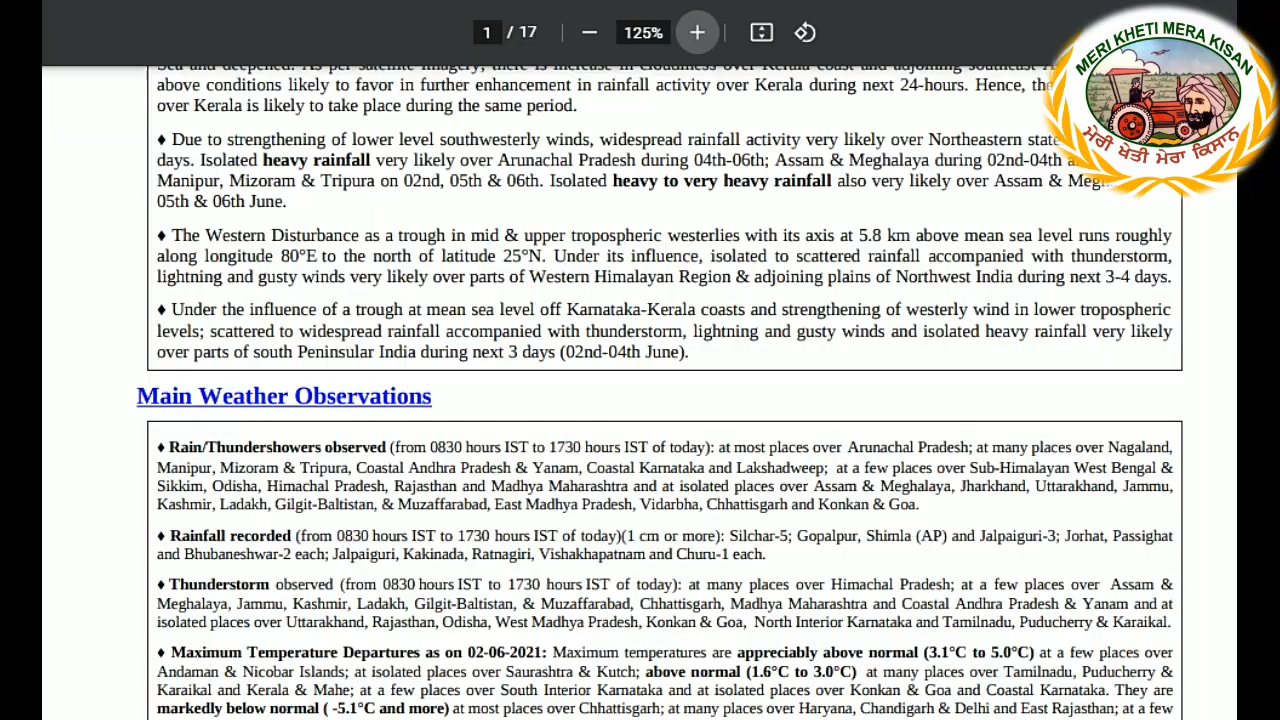 1 / 17 125%
MERI KHETI MERA KISAN
ਮੇਰੀ ਖੇਤੀ ਮੇਰਾ ਕਿਸਾਨ
above conditions likely to favor in further enhancement in rainfall activity over Kerala during next 24-hours. Hence, the
over Kerala is likely to take place during the same period.
♦ Due to strengthening of lower level southwesterly winds, widespread rainfall activity very likely over Northeastern state
days. Isolated heavy rainfall very likely over Arunachal Pradesh during 04th-06th; Assam & Meghalaya during 02nd-04th
Manipur, Mizoram & Tripura on 02nd, 05th & 06th. Isolated heavy to very heavy rainfall also very likely over Assam &
05th & 06th June.
♦ The Western Disturbance as a trough in mid & upper tropospheric westerlies with its axis at 5.8 km above mean sea level runs roughly
along longitude 80°E to the north of latitude 25°N. Under its influence, isolated to scattered rainfall accompanied with thunderstorm,
lightning and gusty winds very likely over parts of Western Himalayan Region & adjoining plains of Northwest India during next 3-4 days.
♦ Under the influence of a trough at mean sea level off Karnataka-Kerala coasts and strengthening of westerly wind in lower tropospheric
levels; scattered to widespread rainfall accompanied with thunderstorm, lightning and gusty winds and isolated heavy rainfall very likely
over parts of south Peninsular India during next 3 days (02nd-04th June).
Main Weather Observations
♦ Rain/Thundershowers observed (from 0830 hours IST to 1730 hours IST of today): at most places over Arunachal Pradesh; at many places over Nagaland,
Manipur, Mizoram & Tripura, Coastal Andhra Pradesh & Yanam, Coastal Karnataka and Lakshadweep; at a few places over Sub-Himalayan West Bengal &
Sikkim, Odisha, Himachal Pradesh, Rajasthan and Madhya Maharashtra and at isolated places over Assam & Meghalaya, Jharkhand, Uttarakhand, Jammu,
Kashmir, Ladakh, Gilgit-Baltistan, & Muzaffarabad, East Madhya Pradesh, Vidarbha, Chhattisgarh and Konkan & Goa.
♦ Rainfall recorded (from 0830 hours IST to 1730 hours IST of today)(1 cm or more): Silchar-5; Gopalpur, Shimla (AP) and Jalpaiguri-3; Jorhat, Passighat
and Bhubaneshwar-2 each; Jalpaiguri, Kakinada, Ratnagiri, Vishakhapatnam and Churu-1 each.
♦ Thunderstorm observed (from 0830 hours IST to 1730 hours IST of today): at many places over Himachal Pradesh; at a few places over Assam &
Meghalaya, Jammu, Kashmir, Ladakh, Gilgit-Baltistan, & Muzaffarabad, Chhattisgarh, Madhya Maharashtra and Coastal Andhra Pradesh & Yanam and at
isolated places over Uttarakhand, Rajasthan, Odisha, West Madhya Pradesh, Konkan & Goa, North Interior Karnataka and Tamilnadu, Puducherry & Karaikal.
♦ Maximum Temperature Departures as on 02-06-2021: Maximum temperatures are appreciably above normal (3.1°C to 5.0°C) at a few places over
Andaman & Nicobar Islands; at isolated places over Saurashtra & Kutch; above normal (1.6°C to 3.0°C) at many places over Tamilnadu, Puducherry &
Karaikal and Kerala & Mahe; at a few places over South Interior Karnataka and at isolated places over Konkan & Goa and Coastal Karnataka. They are
markedly below normal ( -5.1°C and more) at most places over Chhattisgarh; at many places over Haryana, Chandigarh & Delhi and East Rajasthan; at a few